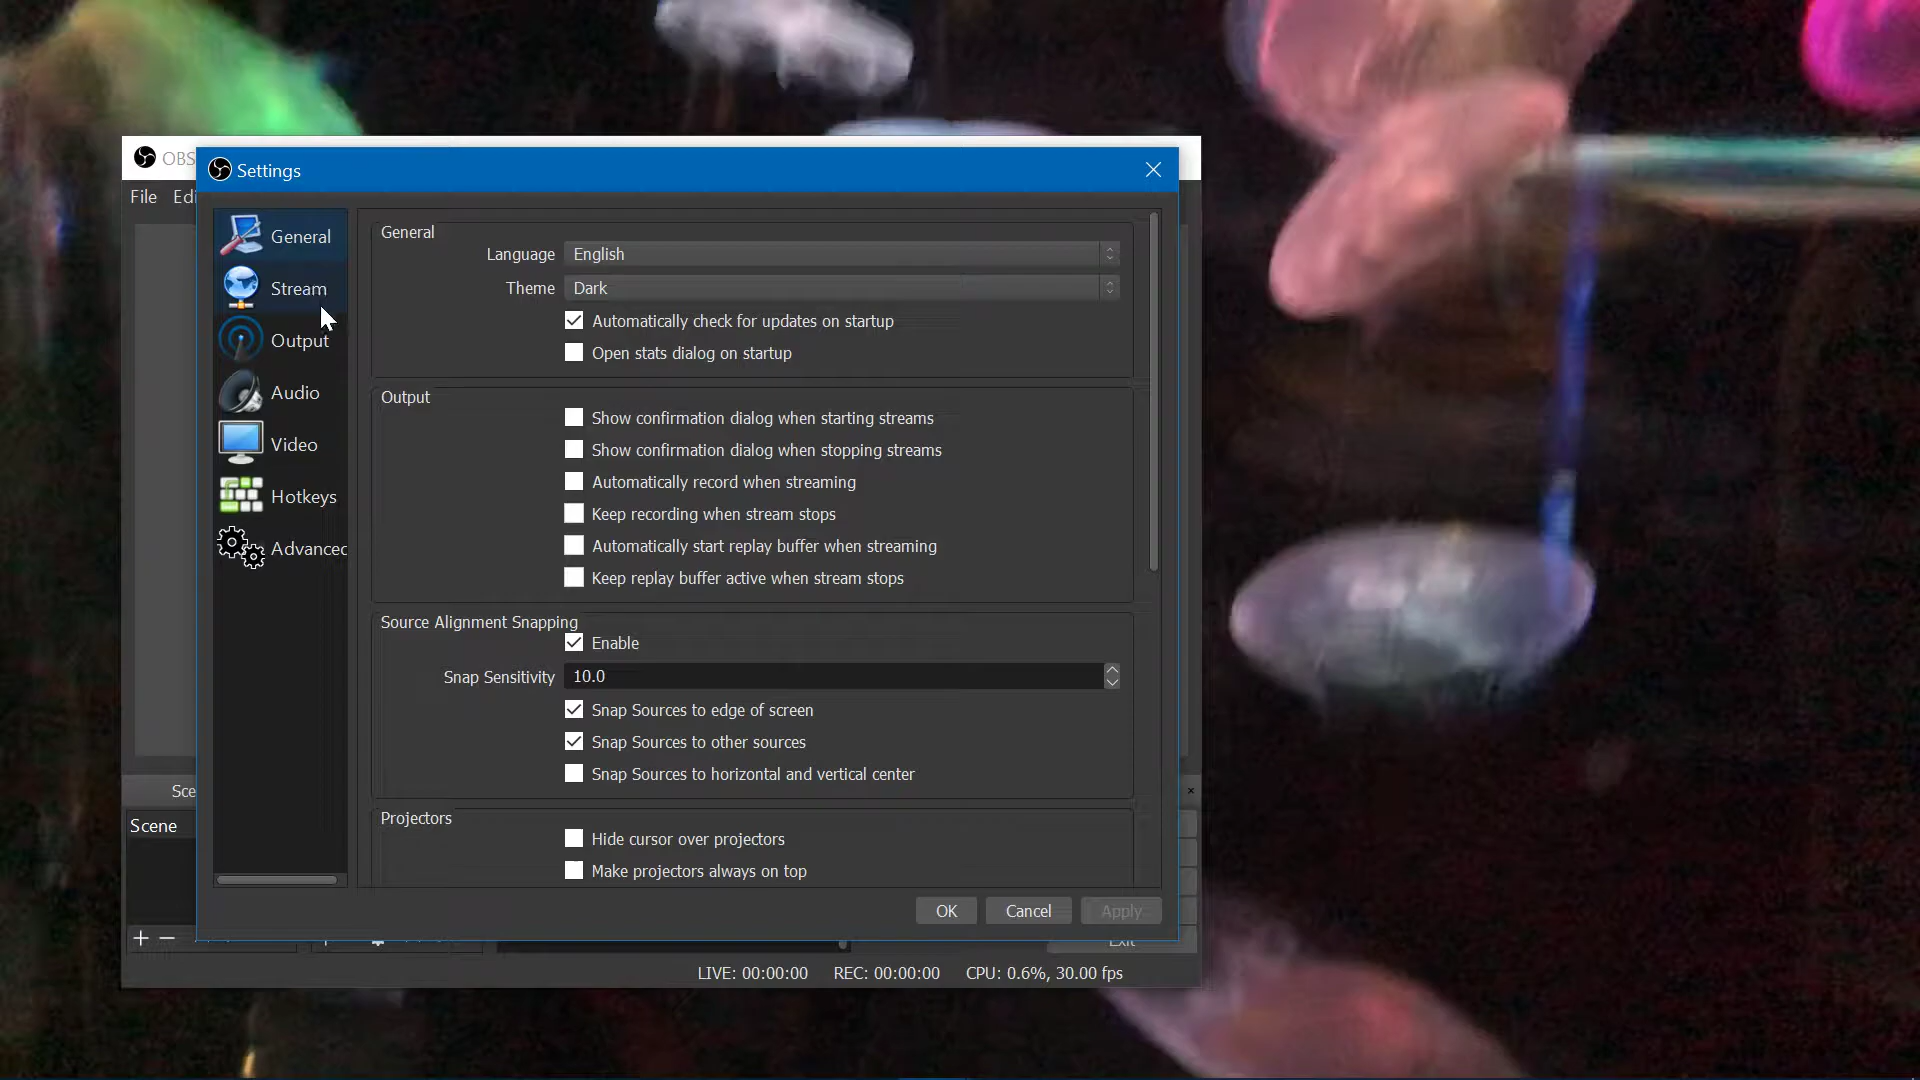 OBS
Settings
File Edi
General
Stream
Output
Audio
Video
Hotkeys
Advanced
General
Language English
Theme Dark
Automatically check for updates on startup
Open stats dialog on startup
Output
Show confirmation dialog when starting streams
Show confirmation dialog when stopping streams
Automatically record when streaming
Keep recording when stream stops
Automatically start replay buffer when streaming
Keep replay buffer active when stream stops
Source Alignment Snapping
Enable
Snap Sensitivity 10.0
Snap Sources to edge of screen
Snap Sources to other sources
Snap Sources to horizontal and vertical center
Projectors
Hide cursor over projectors
Make projectors always on top
OK Cancel Apply
Sce
Scene
Exit
LIVE: 00:00:00 REC: 00:00:00 CPU: 0.6%, 30.00 fps